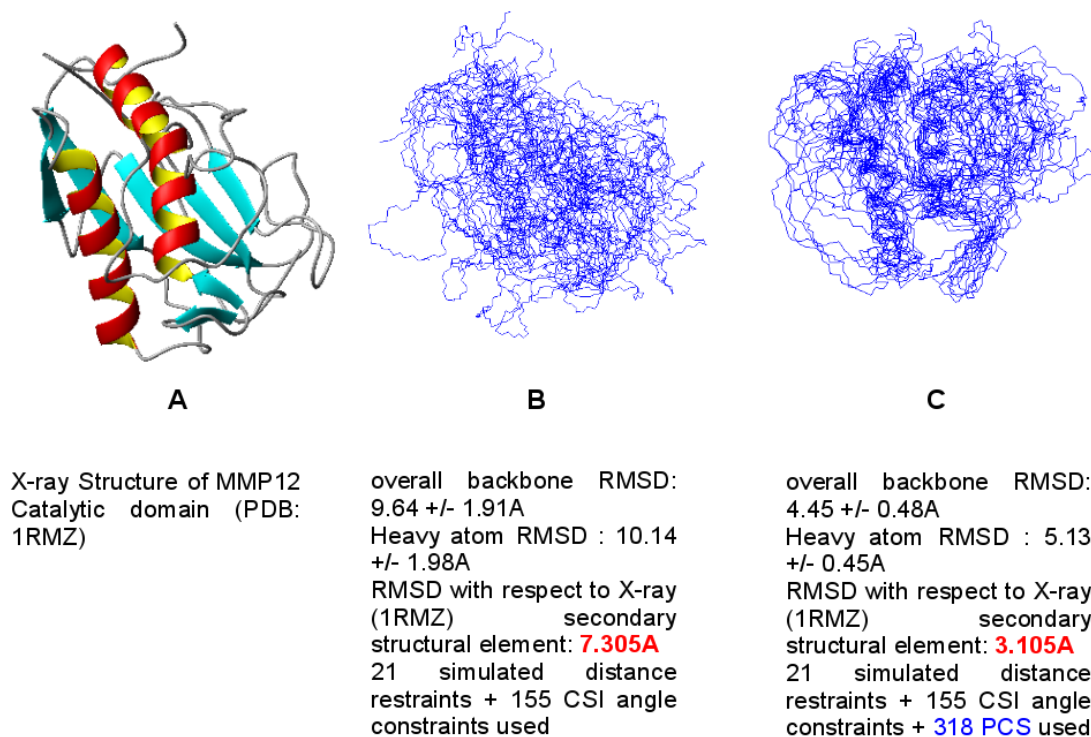 A
B
C
X-ray Structure of MMP12
Catalytic domain (PDB:
1RMZ)
overall backbone RMSD:
9.64 +/- 1.91A
Heavy atom RMSD : 10.14
+/- 1.98A
RMSD with respect to X-ray
(1RMZ) secondary
structural element: 7.305A
21 simulated distance
restraints + 155 CSI angle
constraints used
overall backbone RMSD:
4.45 +/- 0.48A
Heavy atom RMSD : 5.13
+/- 0.45A
RMSD with respect to X-ray
(1RMZ) secondary
structural element: 3.105A
21 simulated distance
restraints + 155 CSI angle
constraints + 318 PCS used